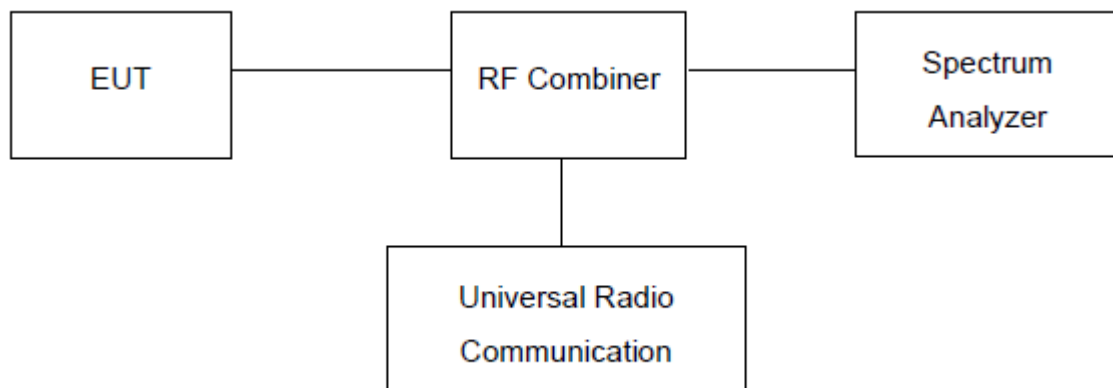 EUT
RF Combiner
Spectrum
Analyzer
Universal Radio
Communication